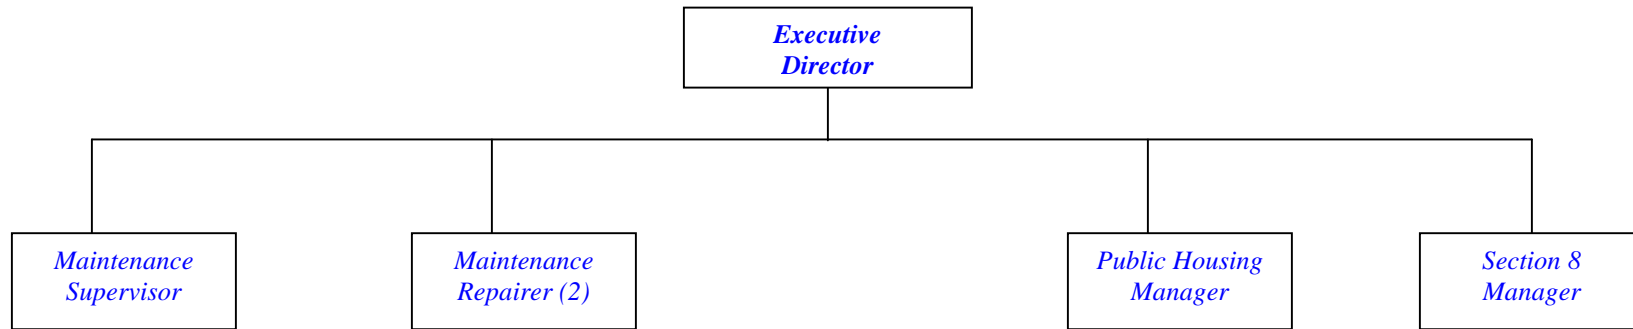 Executive
Director
Maintenance
Supervisor
Maintenance
Repairer (2)
Public Housing
Manager
Section 8
Manager